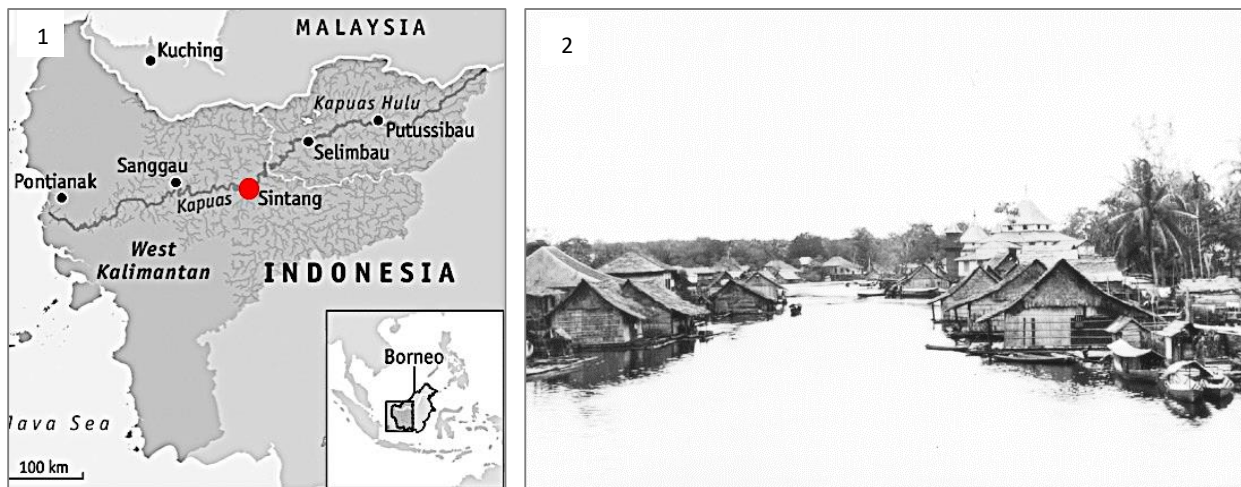 1
MALAYSIA
Kuching
Kapuas Hulu
Putussibau
Selimbau
Sanggau
Pontianak
Kapuas
Sintang
West
Kalimantan
INDONESIA
Borneo
Java Sea
100 km
2